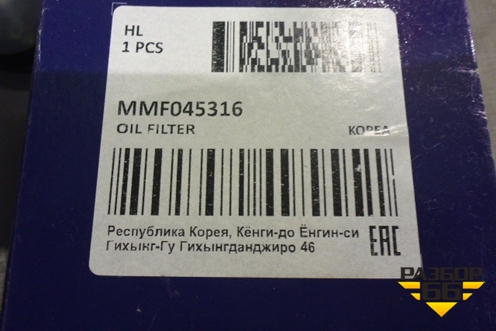 HL
1 PCS
MMF045316
OIL FILTER
КОРЕА
Республика Корея, Кёнги-до Ёнгин-си
Гихынг-Гу Гихынгданджиро 46
EAC
РАЗБОР
66